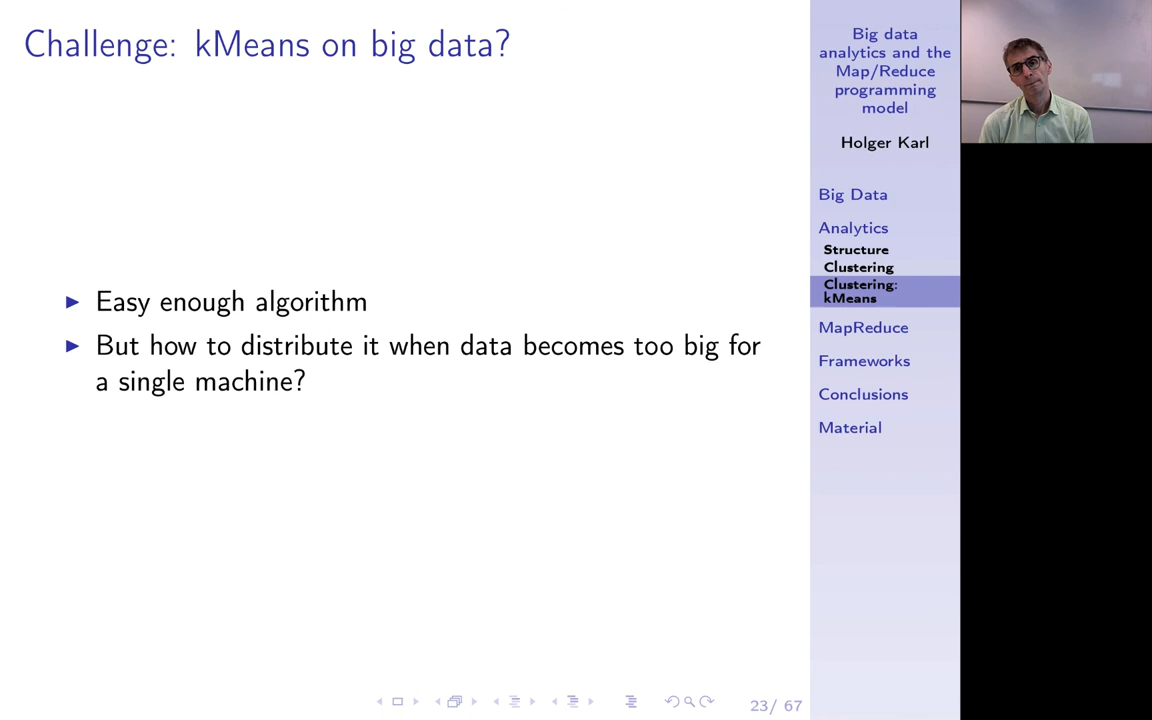 Challenge: kMeans on big data?
► Easy enough algorithm
► But how to distribute it when data becomes too big for
a single machine?
23/ 67
Big data
analytics and the
Map/Reduce
programming
model
Holger Karl
Big Data
Analytics
Structure
Clustering
Clustering:
kMeans
MapReduce
Frameworks
Conclusions
Material